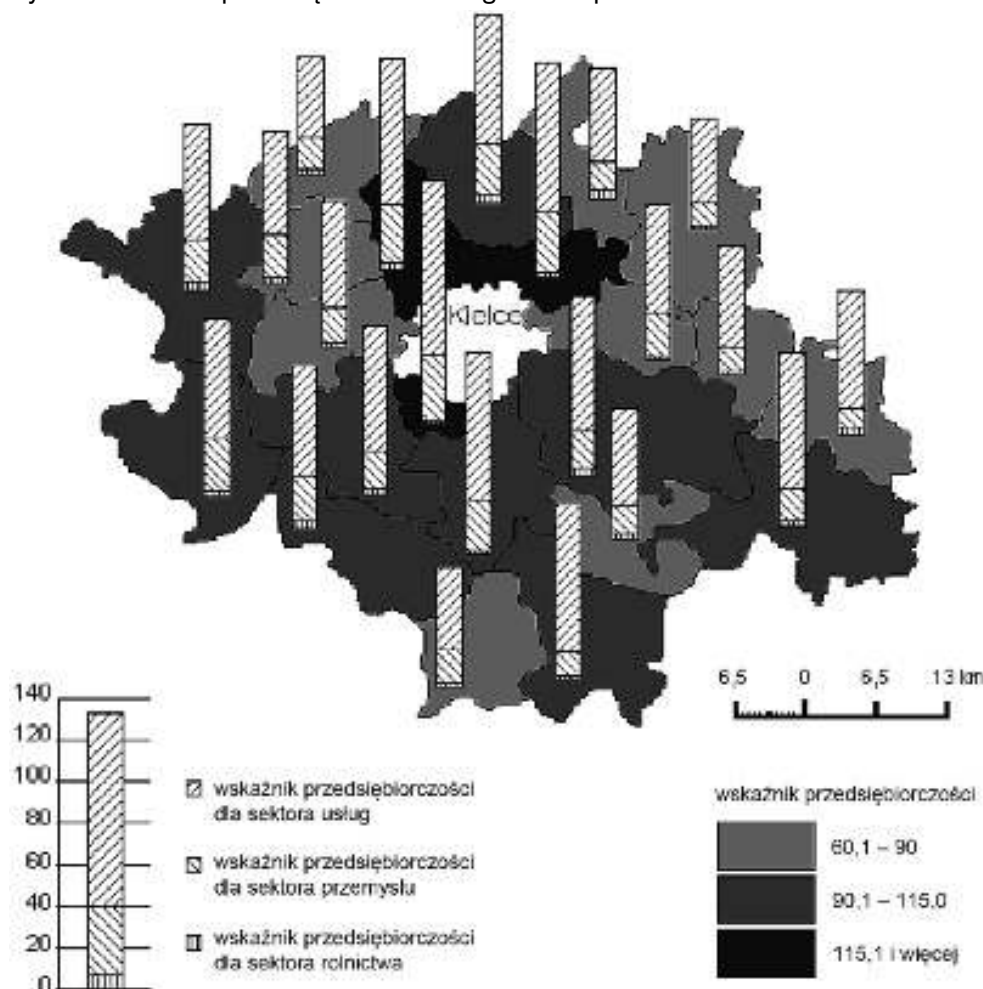 Kielce
6,5 0 6,5 13 km
140
120
100
80
60
40
20
0
wskaźnik przedsiębiorczości
dla sektora usług
wskaźnik przedsiębiorczości
dla sektora przemysłu
wskaźnik przedsiębiorczości
dla sektora rolnictwa
wskaźnik przedsiębiorczości
60,1 – 90
90,1 – 115,0
115,1 i więcej